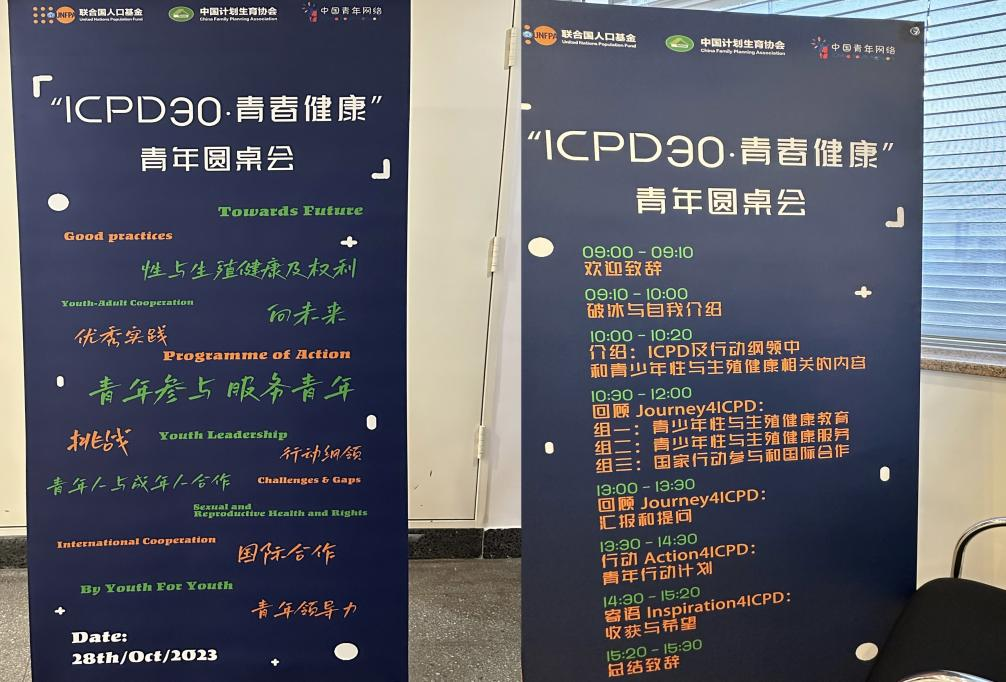 UNFPA
联合国人口基金
United Nations Population Fund
中国计划生育协会
China Family Planning Association
中国青年网络
“ICPD30·青春健康”
青年圆桌会
Towards Future
Good practices
性与生殖健康及权利
Youth-Adult Cooperation
向未来
优秀实践
Programme of Action
青年参与 服务青年
挑战
Youth Leadership
行动纲领
青年人与成年人合作
Challenges & Gaps
Sexual and
Reproductive Health and Rights
International Cooperation
国际合作
By Youth For Youth
青年领导力
Date:
28th/Oct/2023
UNFPA
联合国人口基金
United Nations Population Fund
中国计划生育协会
China Family Planning Association
中国青年网络
“ICPD30·青春健康”
青年圆桌会
09:00 - 09:10
欢迎致辞
09:10 - 10:00
破冰与自我介绍
10:00 - 10:20
介绍：ICPD及行动纲领中
和青少年性与生殖健康相关的内容
10:30 - 12:00
回顾 Journey4ICPD：
组一：青少年性与生殖健康教育
组二：青少年性与生殖健康服务
组三：国家行动参与和国际合作
13:00 - 13:30
回顾 Journey4ICPD：
汇报和提问
13:30 - 14:30
行动 Action4ICPD：
青年行动计划
14:30 - 15:20
寄语 Inspiration4ICPD：
收获与希望
15:20 - 15:30
总结致辞